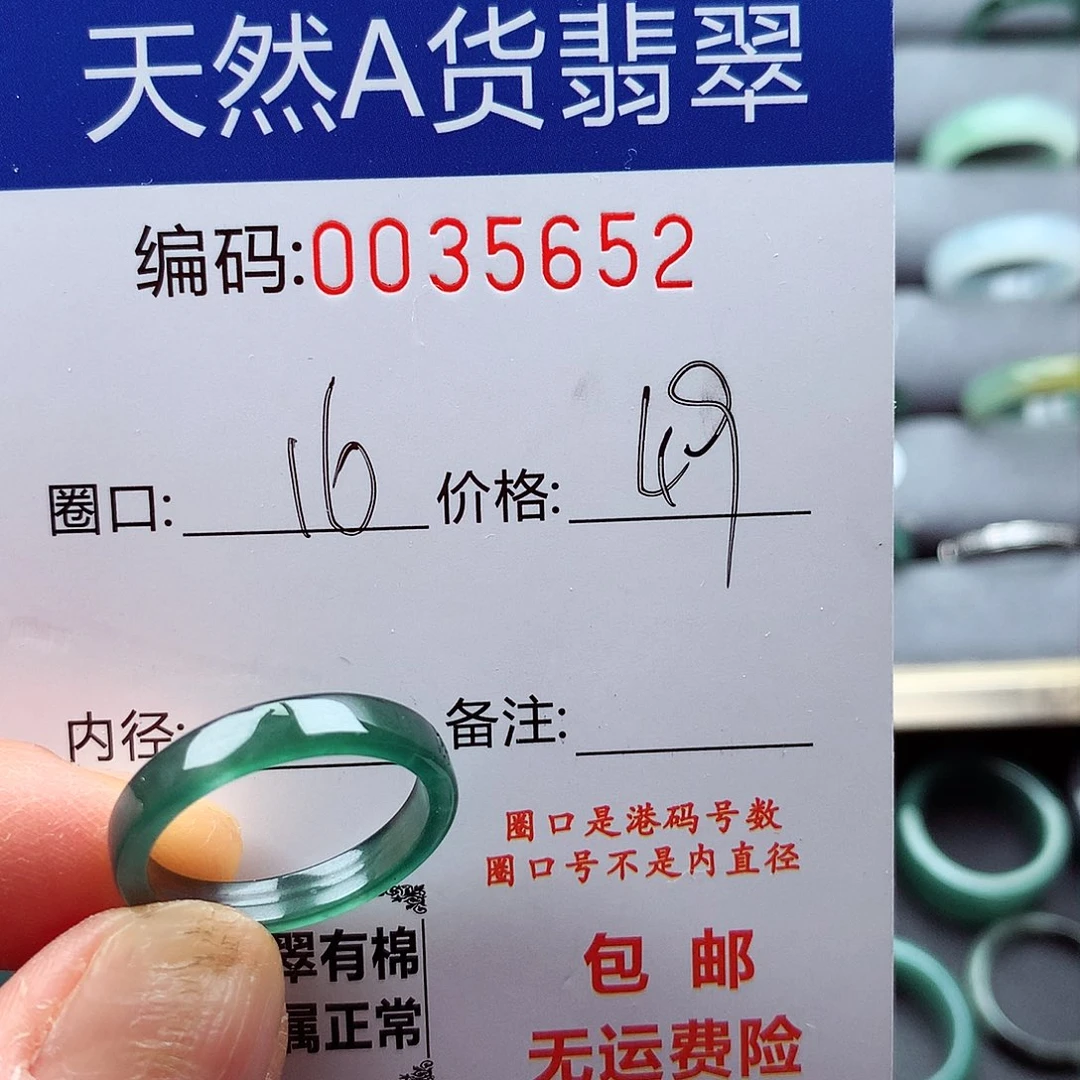 天然A货翡翠
编码:0035652
圈口: 16 价格: 49
内径: 备注:
圈口是港码号数
圈口号不是内直径
翠有棉
属正常
包邮
无运费险